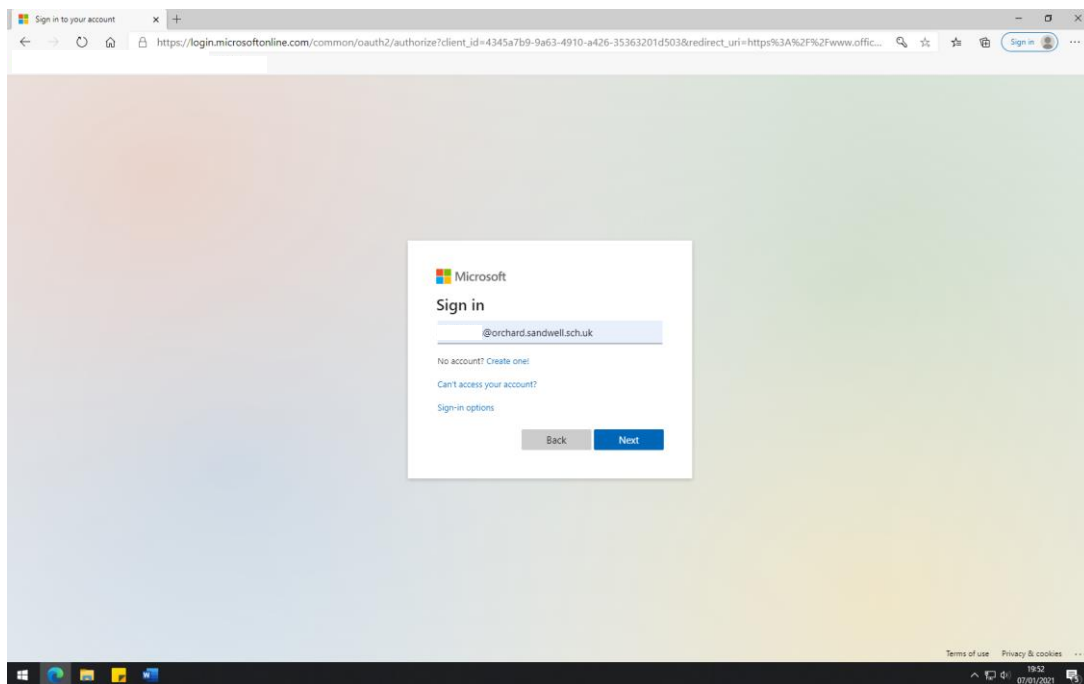 Sign in to your account
https://login.microsoftonline.com/common/oauth2/authorize?client_id=4345a7b9-9a63-4910-a426-35363201d503&redirect_uri=https%3A%2F%2Fwww.offic...
Sign in
Microsoft
Sign in
@orchard.sandwell.sch.uk
No account? Create one!
Can't access your account?
Sign-in options
Back Next
Terms of use Privacy & cookies ...
19:52
07/01/2021